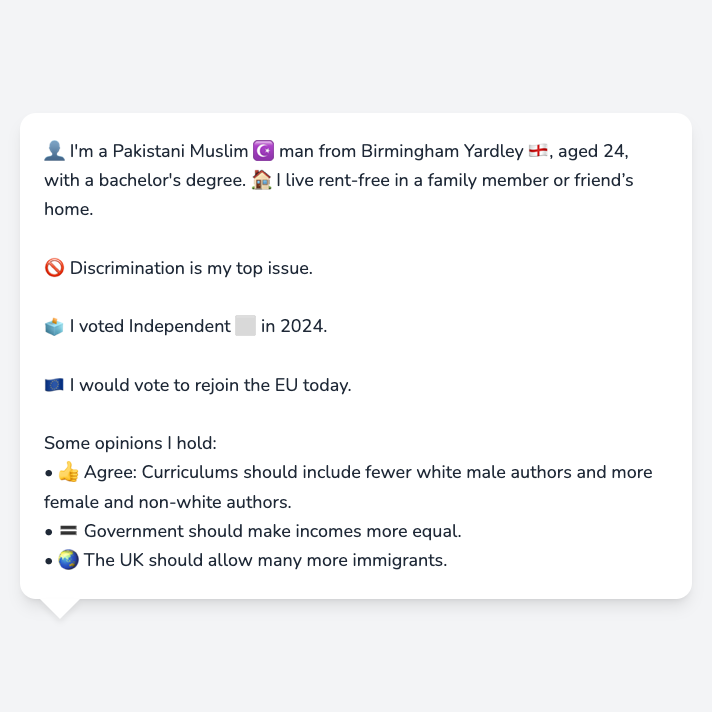 👤 I'm a Pakistani Muslim ☪️ man from Birmingham Yardley 🏴󠁧󠁢󠁥󠁮󠁧󠁿, aged 24,
with a bachelor's degree. 🏠 I live rent-free in a family member or friend’s
home.
🚫 Discrimination is my top issue.
🗳️ I voted Independent ⬜ in 2024.
🇪🇺 I would vote to rejoin the EU today.
Some opinions I hold:
• 👍 Agree: Curriculums should include fewer white male authors and more
female and non-white authors.
• 🟰 Government should make incomes more equal.
• 🌏 The UK should allow many more immigrants.